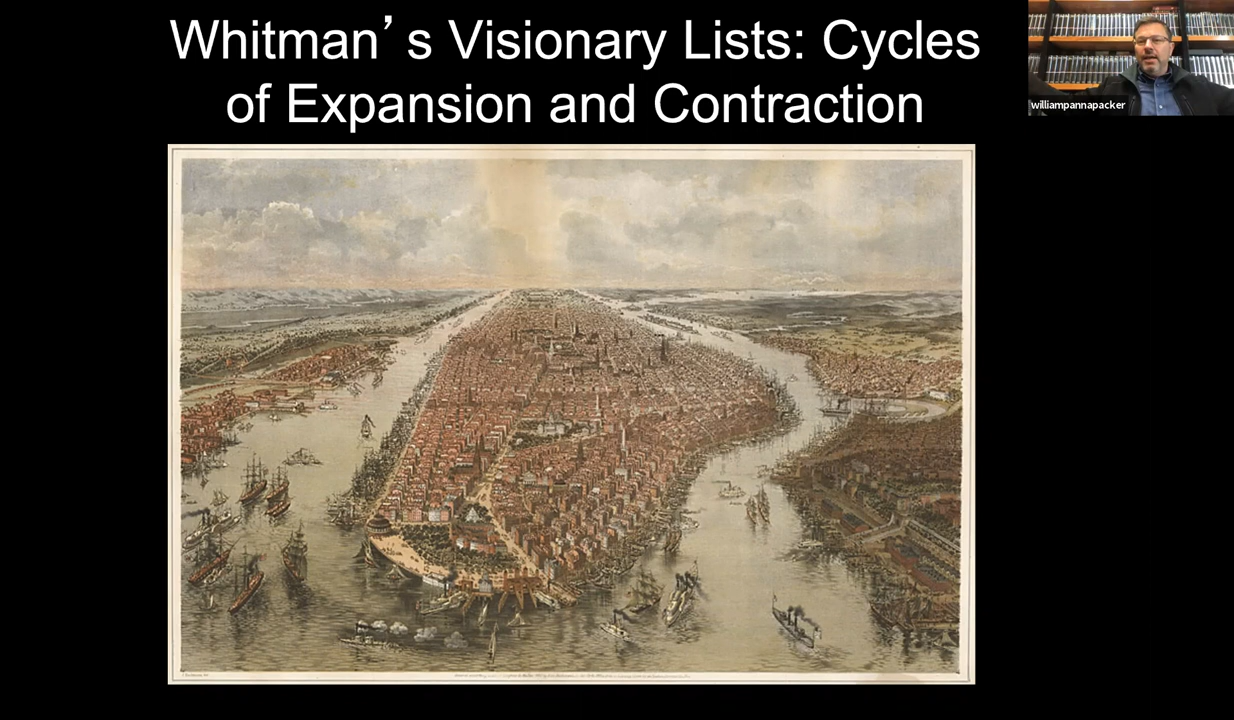 Whitman’s Visionary Lists: Cycles
of Expansion and Contraction
williampannapacker